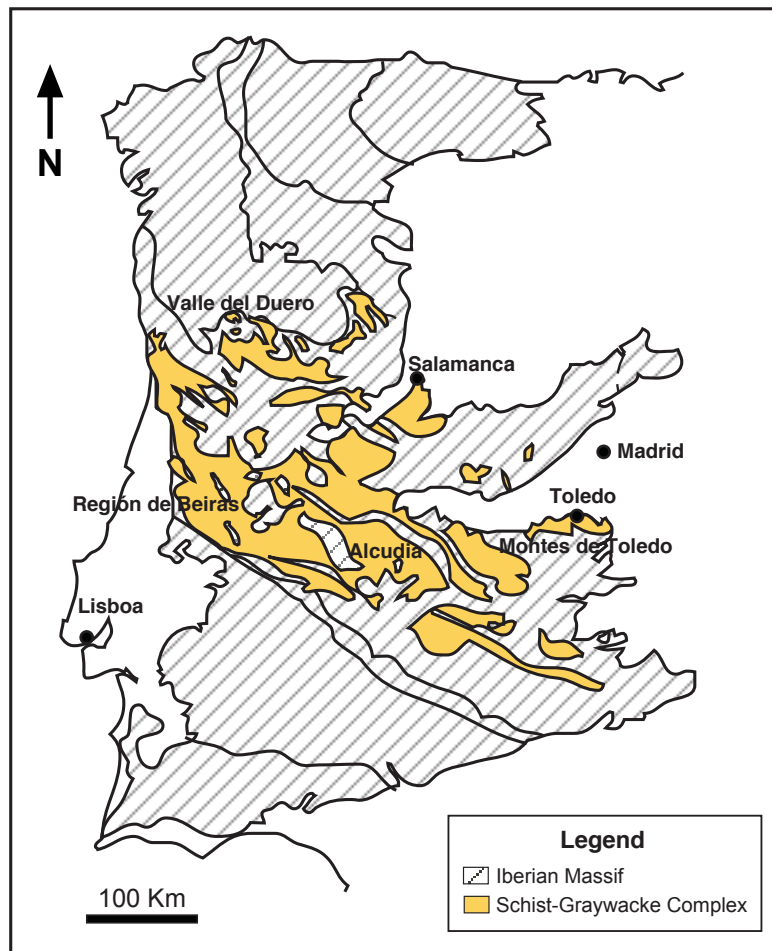 N
Valle del Duero
Salamanca
Madrid
Región de Beiras
Toledo
Alcudia
Montes de Toledo
Lisboa
Legend
Iberian Massif
Schist-Graywacke Complex
100 Km